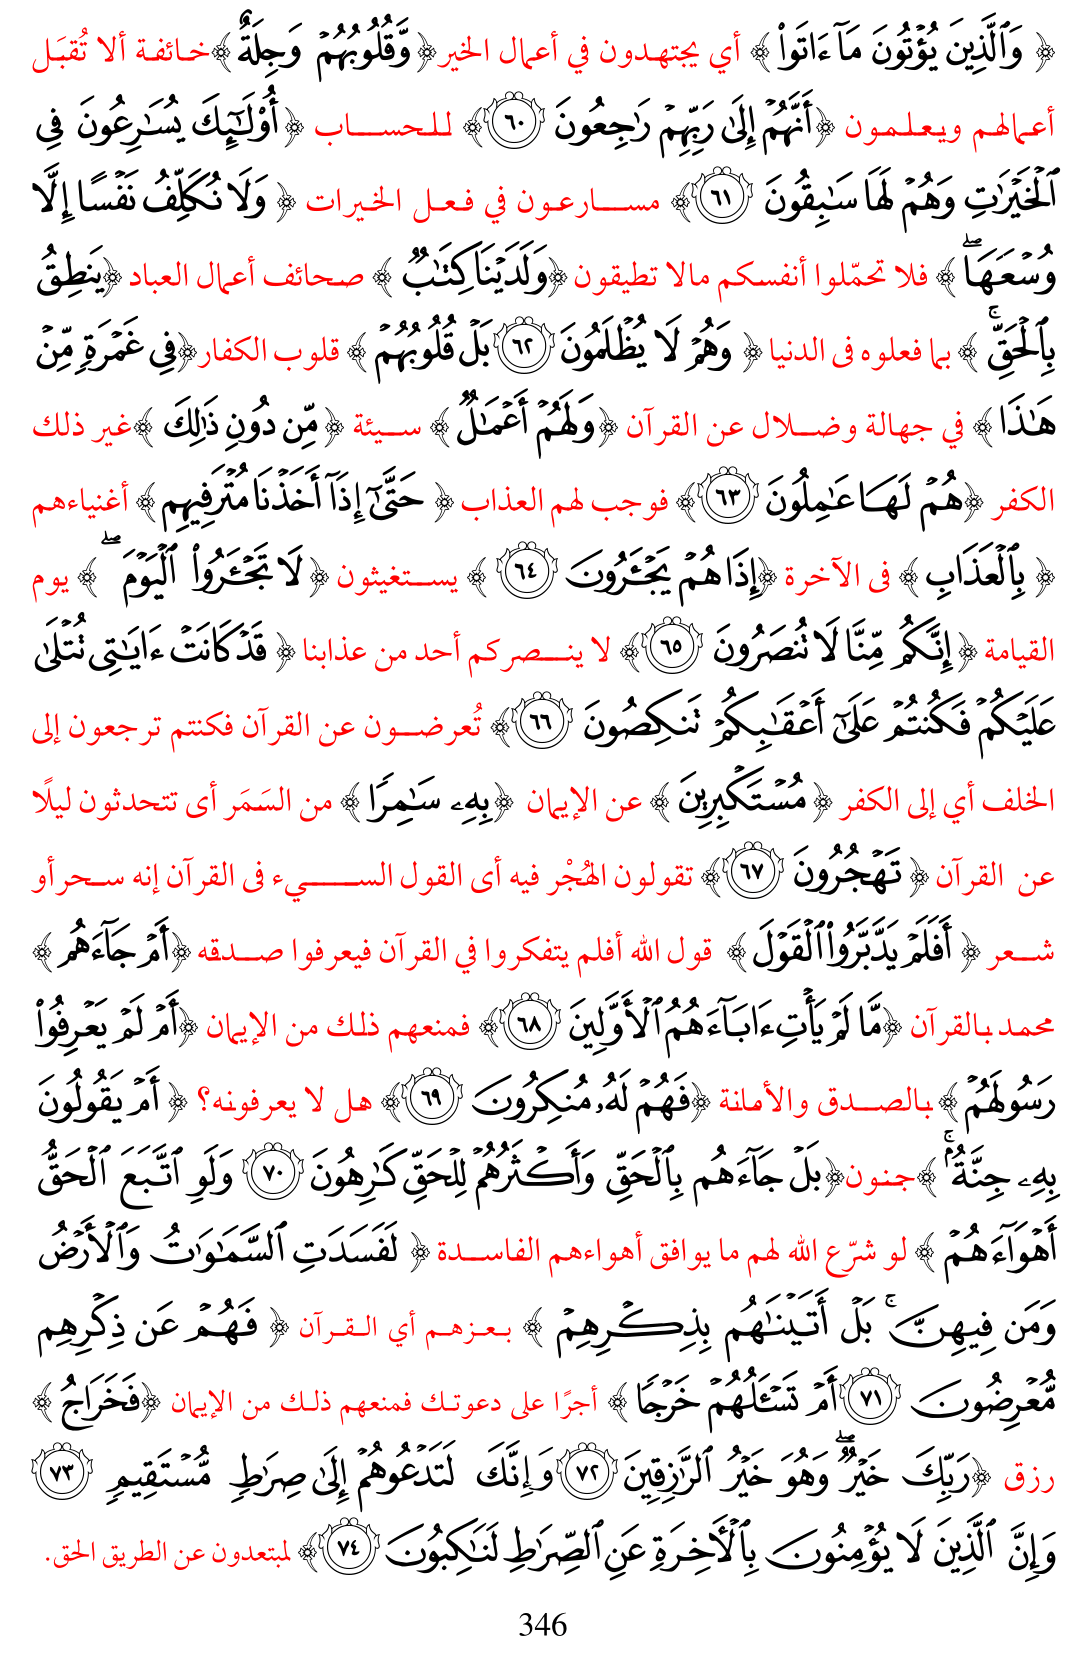 ﴿ وَٱلَّذِينَ يُؤْتُونَ مَآ ءَاتَوا۟ ﴾ أي يجتهدون في أعمال الخير ﴿وَّقُلُوبُهُمْ وَجِلَةٌ﴾ خائفة ألا تُقبَل
أعمالهم ويعلمون ﴿أَنَّهُمْ إِلَىٰ رَبِّهِمْ رَٰجِعُونَ ٦٠﴾ للحساب ﴿أُو۟لَٰٓئِكَ يُسَٰرِعُونَ فِى
ٱلْخَيْرَٰتِ وَهُمْ لَهَا سَٰبِقُونَ ٦١﴾ مسارعون في فعل الخيرات ﴿ وَلَا نُكَلِّفُ نَفْسًا إِلَّا
وُسْعَهَا ۖ ﴾ فلا تحمّلوا أنفسكم مالا تطيقون ﴿وَلَدَيْنَا كِتَٰبٌ ﴾ صحائف أعمال العباد ﴿يَنطِقُ
بِٱلْحَقِّ ۚ ﴾ بما فعلوه فى الدنيا ﴿ وَهُمْ لَا يُظْلَمُونَ ٦٢ بَلْ قُلُوبُهُمْ ﴾ قلوب الكفار ﴿فِى غَمْرَةٍ مِّنْ
هَٰذَا ﴾ في جهالة وضلال عن القرآن ﴿وَلَهُمْ أَعْمَٰلٌ ﴾ سيئة ﴿ مِّن دُونِ ذَٰلِكَ ﴾ غير ذلك
الكفر ﴿هُمْ لَهَا عَٰمِلُونَ ٦٣﴾ فوجب لهم العذاب ﴿ حَتَّىٰٓ إِذَآ أَخَذْنَا مُتْرَفِيهِم ﴾ أغنياءهم
﴿ بِٱلْعَذَابِ ﴾ فى الآخرة ﴿إِذَا هُمْ يَجْـَٔرُونَ ٦٤ ﴾ يستغيثون ﴿ لَا تَجْـَٔرُوا۟ ٱلْيَوْمَ ۖ ﴾ يوم
القيامة ﴿ إِنَّكُم مِّنَّا لَا تُنصَرُونَ ٦٥﴾ لا ينصركم أحد من عذابنا ﴿ قَدْ كَانَتْ ءَايَٰتِى تُتْلَىٰ
عَلَيْكُمْ فَكُنتُمْ عَلَىٰٓ أَعْقَٰبِكُمْ تَنكِصُونَ ٦٦﴾ تُعرضون عن القرآن فكنتم ترجعون إلى
الخلف أي إلى الكفر ﴿ مُسْتَكْبِرِينَ ﴾ عن الإيمان ﴿بِهِۦ سَٰمِرًا ﴾ من السَمَر أى تتحدثون ليلًا
عن القرآن ﴿ تَهْجُرُونَ ٦٧﴾ تقولون الهُجْر فيه أى القول السيء فى القرآن إنه سحر أو
شعر ﴿ أَفَلَمْ يَدَّبَّرُوا۟ ٱلْقَوْلَ ﴾ قول الله أفلم يتفكروا في القرآن فيعرفوا صدقه ﴿أَمْ جَآءَهُم ﴾
محمد بالقرآن ﴿مَّا لَمْ يَأْتِ ءَابَآءَهُمُ ٱلْأَوَّلِينَ ٦٨﴾ فمنعهم ذلك من الإيمان ﴿أَمْ لَمْ يَعْرِفُوا۟
رَسُولَهُمْ ﴾ بالصدق والأمانة ﴿فَهُمْ لَهُۥ مُنكِرُونَ ٦٩﴾ هل لا يعرفونه؟ ﴿ أَمْ يَقُولُونَ
بِهِۦ جِنَّةٌۢ ۚ ﴾ جنون ﴿بَلْ جَآءَهُم بِٱلْحَقِّ وَأَكْثَرُهُمْ لِلْحَقِّ كَٰرِهُونَ ٧٠ وَلَوِ ٱتَّبَعَ ٱلْحَقُّ
أَهْوَآءَهُمْ ﴾ لو شرّع الله لهم ما يوافق أهواءهم الفاسدة ﴿ لَفَسَدَتِ ٱلسَّمَٰوَٰتُ وَٱلْأَرْضُ
وَمَن فِيهِنَّ ۚ بَلْ أَتَيْنَٰهُم بِذِكْرِهِمْ ﴾ بعزهم أي القرآن ﴿ فَهُمْ عَن ذِكْرِهِم
مُّعْرِضُونَ ٧١ أَمْ تَسْـَٔلُهُمْ خَرْجًا ﴾ أجرًا على دعوتك فمنعهم ذلك من الإيمان ﴿فَخَرَاجُ ﴾
رزق ﴿رَبِّكَ خَيْرٌ ۖ وَهُوَ خَيْرُ ٱلرَّٰزِقِينَ ٧٢ وَإِنَّكَ لَتَدْعُوهُمْ إِلَىٰ صِرَٰطٍ مُّسْتَقِيمٍ ٧٣
وَإِنَّ ٱلَّذِينَ لَا يُؤْمِنُونَ بِٱلْـَٔاخِرَةِ عَنِ ٱلصِّرَٰطِ لَنَٰكِبُونَ ٧٤﴾ لمبتعدون عن الطريق الحق.
346